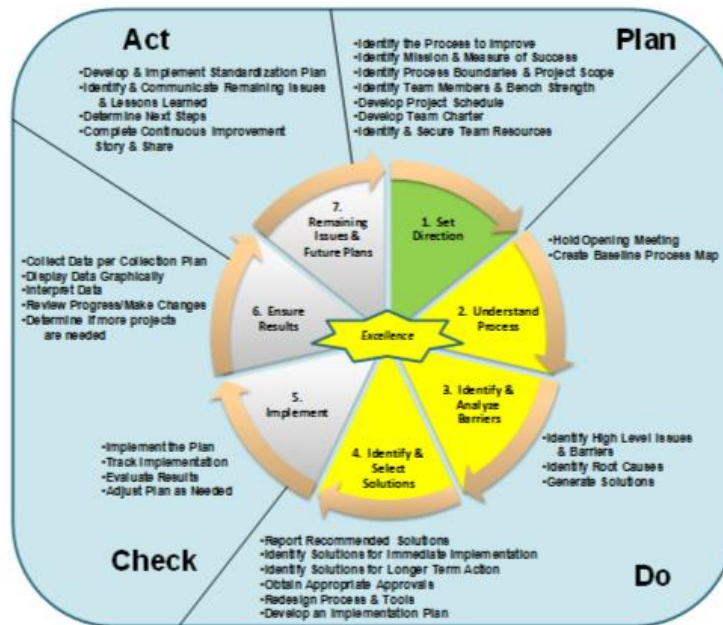 Act
•Develop & Implement Standardization Plan
•Identify & Communicate Remaining Issues
& Lessons Learned
•Determine Next Steps
•Complete Continuous Improvement
Story & Share
Plan
•Identify the Process to Improve
•Identify Mission & Measure of Success
•Identify Process Boundaries & Project Scope
•Identify Team Members & Bench Strength
•Develop Project Schedule
•Develop Team Charter
•Identify & Secure Team Resources
1. Set
Direction
•Hold Opening Meeting
•Create Baseline Process Map
2. Understand
Process
3. Identify &
Analyze
Barriers
•Identify High Level Issues
& Barriers
•Identify Root Causes
•Generate Solutions
4. Identify &
Select
Solutions
•Report Recommended Solutions
•Identify Solutions for Immediate Implementation
•Identify Solutions for Longer Term Action
•Obtain Appropriate Approvals
•Redesign Process & Tools
•Develop an Implementation Plan
Do
5.
Implement
•Implement the Plan
•Track Implementation
•Evaluate Results
•Adjust Plan as Needed
Check
6. Ensure
Results
•Collect Data per Collection Plan
•Display Data Graphically
•Interpret Data
•Review Progress/Make Changes
•Determine if more projects
are needed
7.
Remaining
Issues &
Future Plans
Excellence